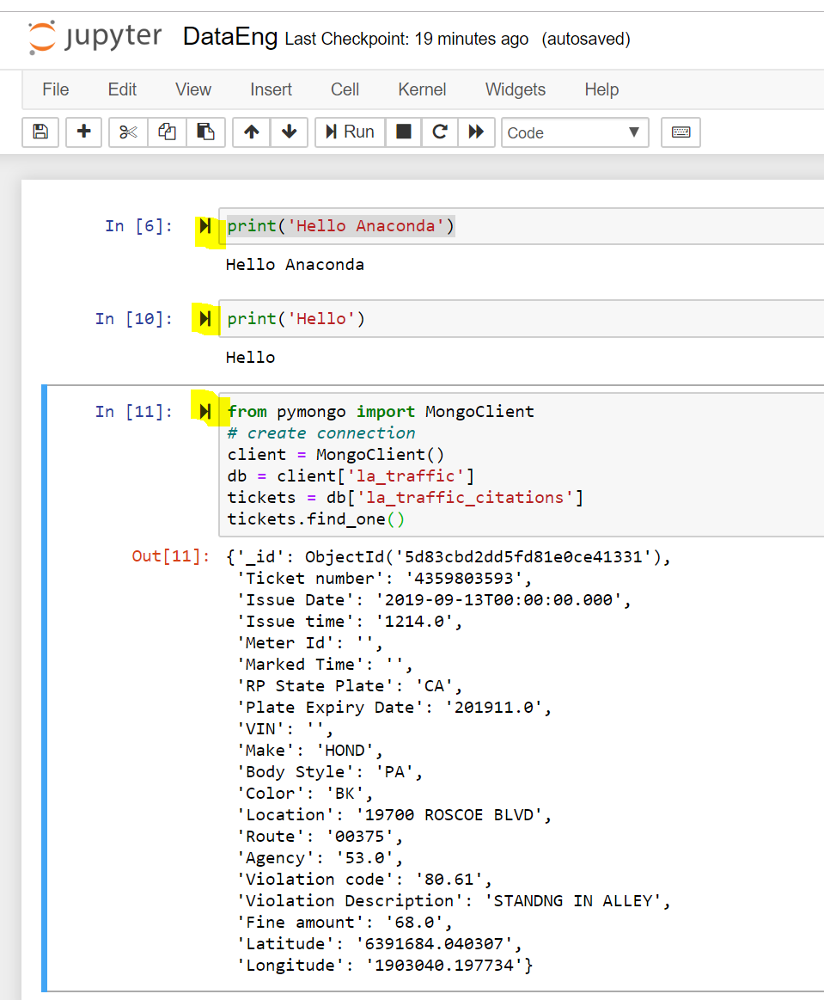 jupyter DataEng Last Checkpoint: 19 minutes ago (autosaved)
File Edit View Insert Cell Kernel Widgets Help
Run Code
In [6]: print('Hello Anaconda')
Hello Anaconda
In [10]: print('Hello')
Hello
In [11]: from pymongo import MongoClient
# create connection
client = MongoClient()
db = client['la_traffic']
tickets = db['la_traffic_citations']
tickets.find_one()
Out[11]: {'_id': ObjectId('5d83cbd2dd5fd81e0ce41331'),
'Ticket number': '4359803593',
'Issue Date': '2019-09-13T00:00:00.000',
'Issue time': '1214.0',
'Meter Id': '',
'Marked Time': '',
'RP State Plate': 'CA',
'Plate Expiry Date': '201911.0',
'VIN': '',
'Make': 'HOND',
'Body Style': 'PA',
'Color': 'BK',
'Location': '19700 ROSCOE BLVD',
'Route': '00375',
'Agency': '53.0',
'Violation code': '80.61',
'Violation Description': 'STANDNG IN ALLEY',
'Fine amount': '68.0',
'Latitude': '6391684.040307',
'Longitude': '1903040.197734'}